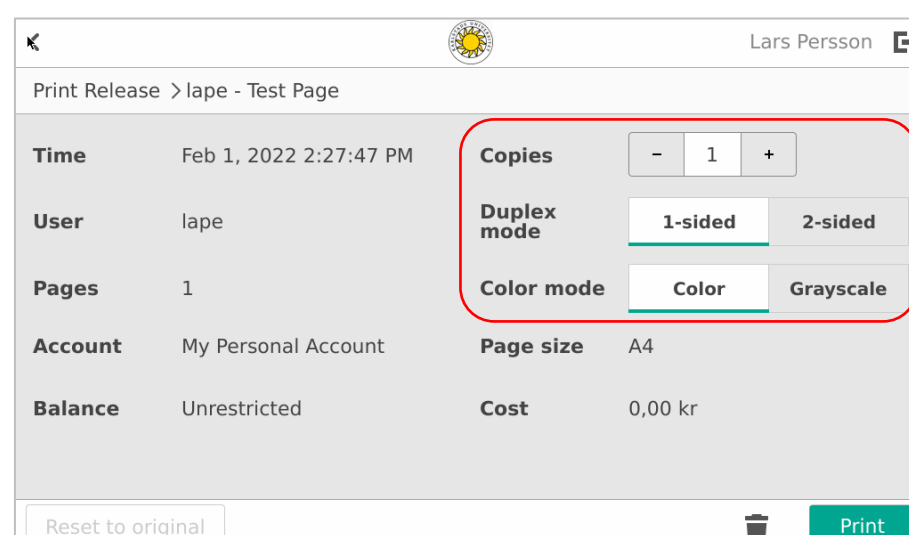 Lars Persson
Print Release > lape - Test Page
Time Feb 1, 2022 2:27:47 PM Copies - 1 +
User lape Duplex mode 1-sided 2-sided
Pages 1 Color mode Color Grayscale
Account My Personal Account Page size A4
Balance Unrestricted Cost 0,00 kr
Reset to original Print